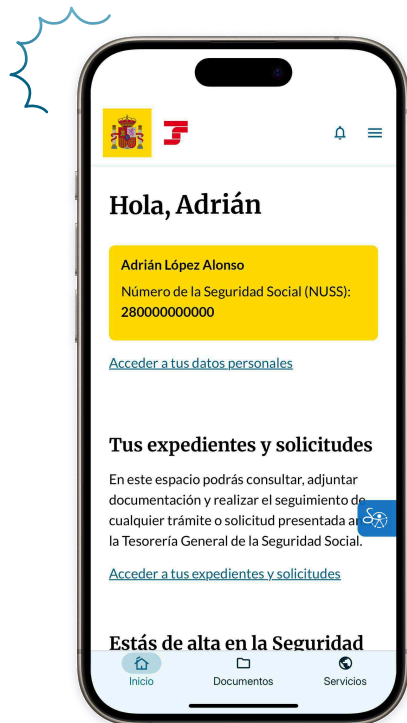 Hola, Adrián
Adrián López Alonso
Número de la Seguridad Social (NUSS):
280000000000
Acceder a tus datos personales
Tus expedientes y solicitudes
En este espacio podrás consultar, adjuntar
documentación y realizar el seguimiento de
cualquier trámite o solicitud presentada
la Tesorería General de la Seguridad Social.
Acceder a tus expedientes y solicitudes
Estás de alta en la Seguridad
Inicio
Documentos
Servicios